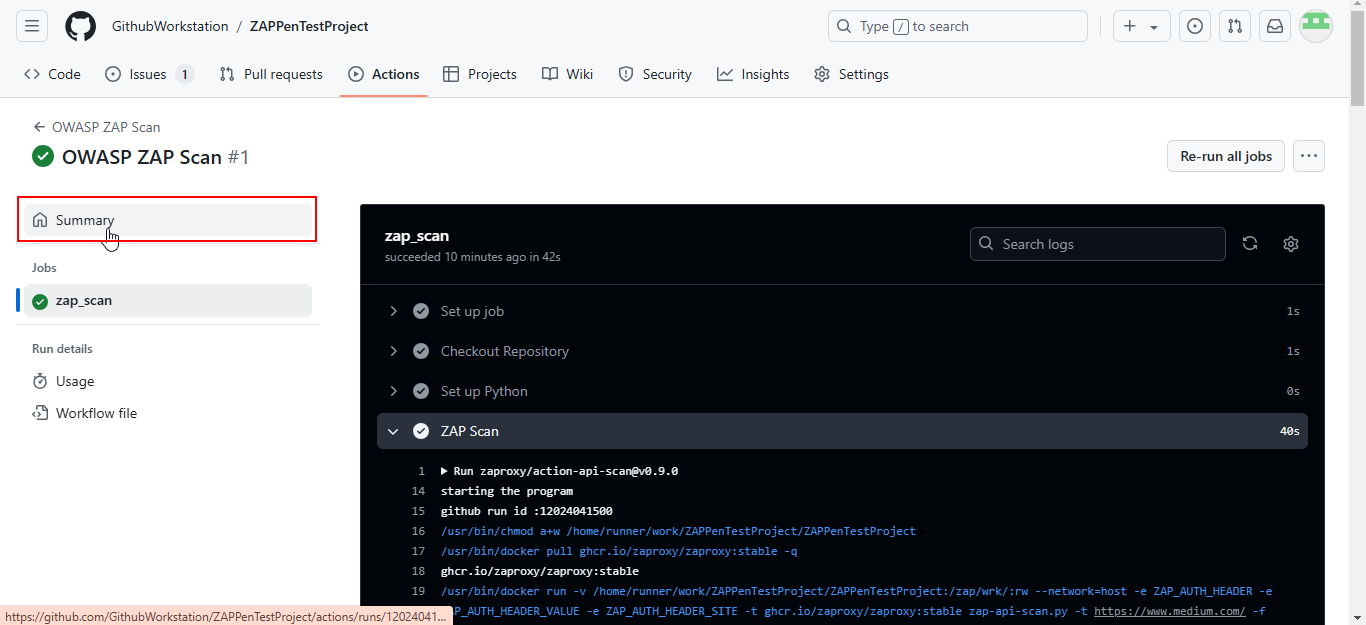 GithubWorkstation / ZAPPenTestProject
Type / to search
Code
Issues 1
Pull requests
Actions
Projects
Wiki
Security
Insights
Settings
← OWASP ZAP Scan
OWASP ZAP Scan #1
Re-run all jobs
Summary
Jobs
zap_scan
Run details
Usage
Workflow file
zap_scan
succeeded 10 minutes ago in 42s
Search logs
Set up job 1s
Checkout Repository 1s
Set up Python 0s
ZAP Scan 40s
1 Run zaproxy/action-api-scan@v0.9.0
14 starting the program
15 github run id :12024041500
16 /usr/bin/chmod a+w /home/runner/work/ZAPPenTestProject/ZAPPenTestProject
17 /usr/bin/docker pull ghcr.io/zaproxy/zaproxy:stable -q
18 ghcr.io/zaproxy/zaproxy:stable
19 /usr/bin/docker run -v /home/runner/work/ZAPPenTestProject/ZAPPenTestProject:/zap/wrk/:rw --network=host -e ZAP_AUTH_HEADER -e
P_AUTH_HEADER_VALUE -e ZAP_AUTH_HEADER_SITE -t ghcr.io/zaproxy/zaproxy:stable zap-api-scan.py -t https://www.medium.com/ -f
https://github.com/GithubWorkstation/ZAPPenTestProject/actions/runs/12024041...